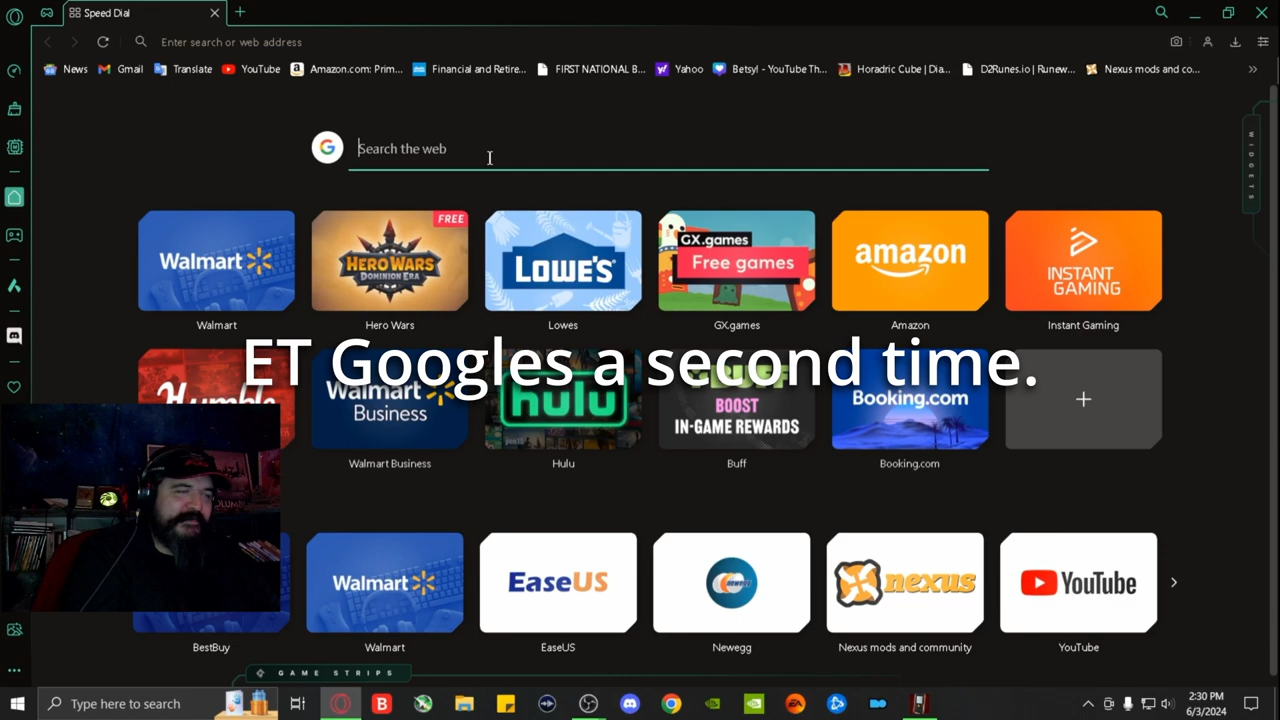 Speed Dial
Enter search or web address
News
Gmail
Translate
YouTube
Amazon.com: Prim...
Financial and Retire...
FIRST NATIONAL B...
Yahoo
Betsy! - YouTube Th...
Horadric Cube | Dia...
D2Runes.io | Runew...
Nexus mods and co...
WIDGETS
Search the web
Walmart
FREE
HERO WARS
DOMINION ERA
LOWE'S
GX.games
Free games
amazon
INSTANT
GAMING
Walmart
Hero Wars
Lowes
GX.games
Amazon
Instant Gaming
ET Googles a second time.
Humble
Walmart
Business
hulu
BOOST
IN-GAME REWARDS
Booking.com
Walmart Business
Hulu
Buff
Booking.com
Walmart
EaseUS
newegg
nexus
YouTube
BestBuy
Walmart
EaseUS
Newegg
Nexus mods and community
YouTube
GAME STRIPS
Type here to search
2:30 PM
6/3/2024